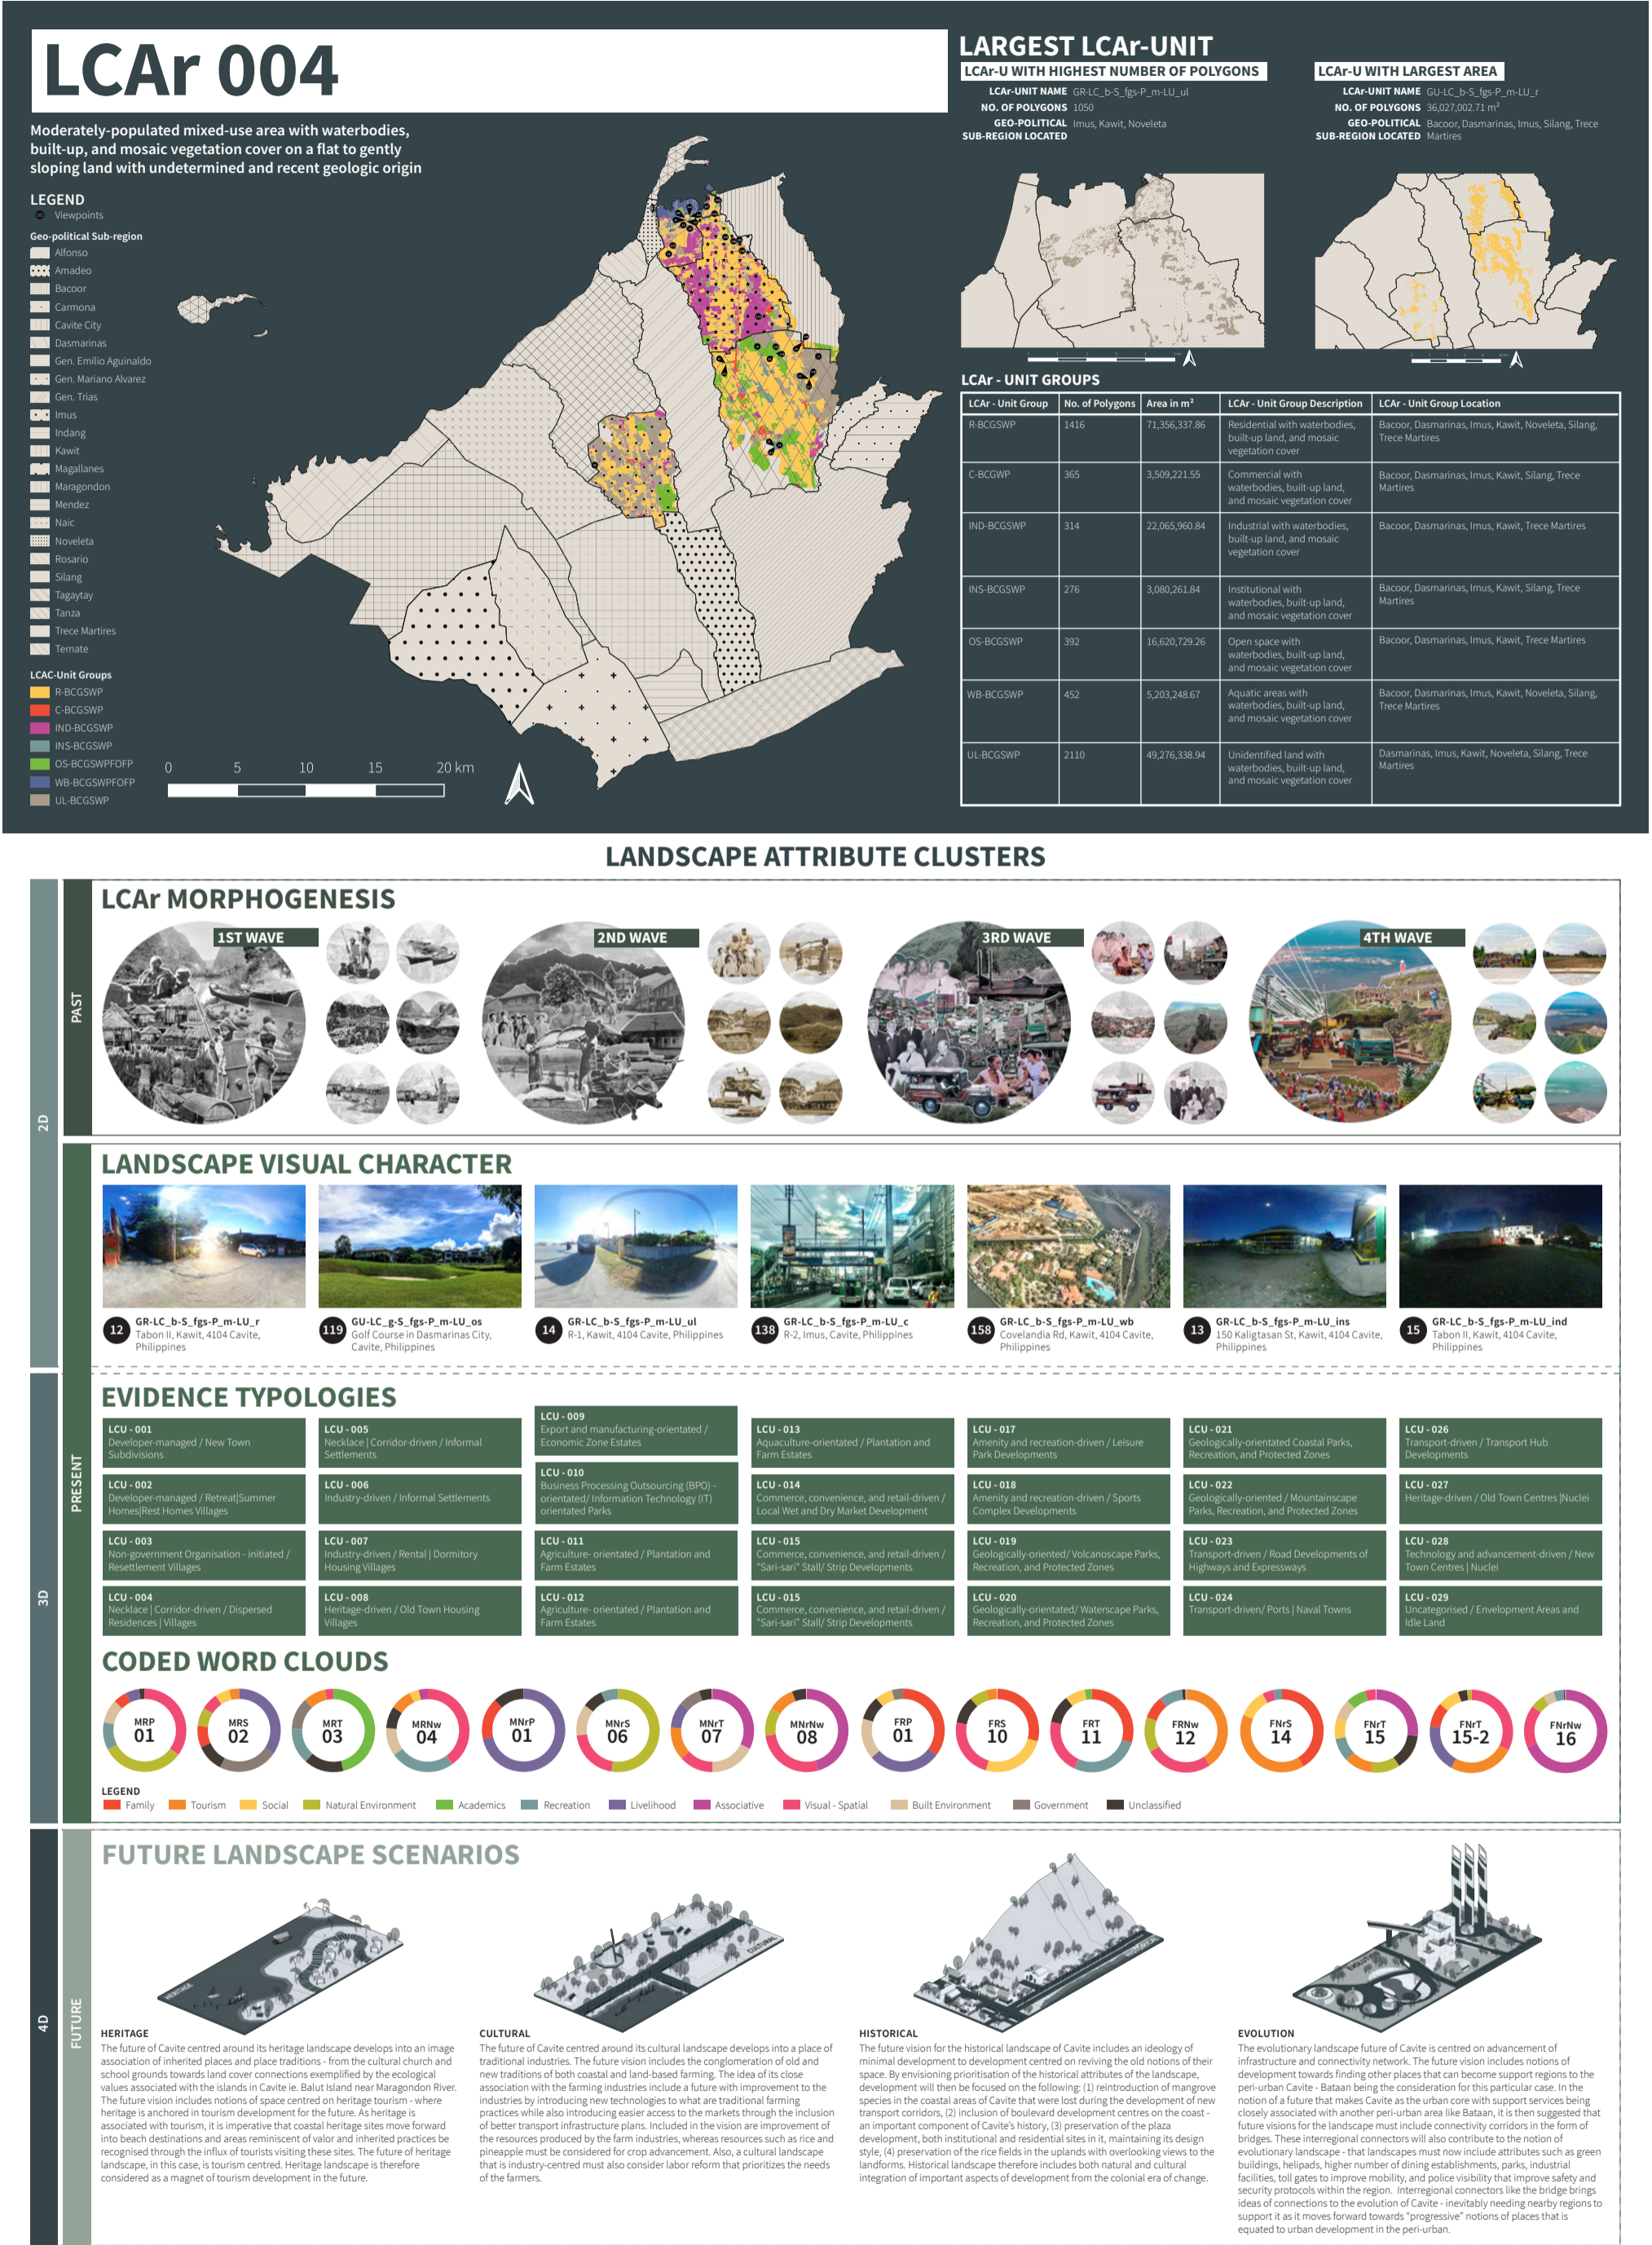 LCAr 004
Moderately-populated mixed-use area with waterbodies,
built-up, and mosaic vegetation cover on a flat to gently
sloping land with undetermined and recent geologic origin
LEGEND
Viewpoints
Geo-political Sub-region
Alfonso
Amadeo
Bacoor
Carmona
Cavite City
Dasmarinas
Gen. Emilio Aguinaldo
Gen. Mariano Alvarez
Gen. Trias
Imus
Indang
Kawit
Magallanes
Maragondon
Mendez
Naic
Noveleta
Rosario
Silang
Tagaytay
Tanza
Trece Martires
Ternate
LCAC-Unit Groups
R-BCGSWP
C-BCGSWP
IND-BCGSWP
INS-BCGSWP
OS-BCGSWPFOFP
WB-BCGSWPFOFP
UL-BCGSWP
0 5 10 15 20 km
LARGEST LCAr-UNIT
LCAr-U WITH HIGHEST NUMBER OF POLYGONS
LCAr-UNIT NAME GR-LC_b-S_fgs-P_m-LU_ul
NO. OF POLYGONS 1050
GEO-POLITICAL Imus, Kawit, Noveleta
SUB-REGION LOCATED
LCAr-U WITH LARGEST AREA
LCAr-UNIT NAME GU-LC_b-S_fgs-P_m-LU_r
NO. OF POLYGONS 36,027,002.71 m²
GEO-POLITICAL Bacoor, Dasmarinas, Imus, Silang, Trece
SUB-REGION LOCATED Martires
LCAr - UNIT GROUPS
LCAr - Unit Group No. of Polygons Area in m² LCAr - Unit Group Description LCAr - Unit Group Location
R-BCGSWP 1416 71,356,337.86 Residential with waterbodies, Bacoor, Dasmarinas, Imus, Kawit, Noveleta, Silang,
built-up land, and mosaic Trece Martires
vegetation cover
C-BCGWP 365 3,509,221.55 Commercial with Bacoor, Dasmarinas, Imus, Kawit, Silang, Trece
waterbodies, built-up land, Martires
and mosaic vegetation cover
IND-BCGSWP 314 22,065,960.84 Industrial with waterbodies, Bacoor, Dasmarinas, Imus, Kawit, Trece Martires
built-up land, and mosaic
vegetation cover
INS-BCGSWP 276 3,080,261.84 Institutional with Bacoor, Dasmarinas, Imus, Kawit, Silang, Trece
waterbodies, built-up land, Martires
and mosaic vegetation cover
OS-BCGSWP 392 16,620,729.26 Open space with Bacoor, Dasmarinas, Imus, Kawit, Trece Martires
waterbodies, built-up land,
and mosaic vegetation cover
WB-BCGSWP 452 5,203,248.67 Aquatic areas with Bacoor, Dasmarinas, Imus, Kawit, Noveleta, Silang,
waterbodies, built-up land, Trece Martires
and mosaic vegetation cover
UL-BCGSWP 2110 49,276,338.94 Unidentified land with Dasmarinas, Imus, Kawit, Noveleta, Silang, Trece
waterbodies, built-up land, Martires
and mosaic vegetation cover
LANDSCAPE ATTRIBUTE CLUSTERS
2D
PAST
LCAr MORPHOGENESIS
1ST WAVE
2ND WAVE
3RD WAVE
4TH WAVE
PRESENT
LANDSCAPE VISUAL CHARACTER
12 GR-LC_b-S_fgs-P_m-LU_r
Tabon II, Kawit, 4104 Cavite,
Philippines
119 GU-LC_g-S_fgs-P_m-LU_os
Golf Course in Dasmarinas City,
Cavite, Philippines
14 GR-LC_b-S_fgs-P_m-LU_ul
R-1, Kawit, 4104 Cavite, Philippines
138 GR-LC_b-S_fgs-P_m-LU_c
R-2, Imus, Cavite, Philippines
158 GR-LC_b-S_fgs-P_m-LU_wb
Covelandia Rd, Kawit, 4104 Cavite,
Philippines
13 GR-LC_b-S_fgs-P_m-LU_ins
150 Kaligtasan St, Kawit, 4104 Cavite,
Philippines
15 GR-LC_b-S_fgs-P_m-LU_ind
Tabon II, Kawit, 4104 Cavite,
Philippines
3D
EVIDENCE TYPOLOGIES
LCU - 001
Developer-managed / New Town
Subdivisions
LCU - 002
Developer-managed / Retreat|Summer
Homes|Rest Homes Villages
LCU - 003
Non-government Organisation - initiated /
Resettlement Villages
LCU - 004
Necklace | Corridor-driven / Dispersed
Residences | Villages
LCU - 005
Necklace | Corridor-driven / Informal
Settlements
LCU - 006
Industry-driven / Informal Settlements
LCU - 007
Industry-driven / Rental | Dormitory
Housing Villages
LCU - 008
Heritage-driven / Old Town Housing
Villages
LCU - 009
Export and manufacturing-orientated /
Economic Zone Estates
LCU - 010
Business Processing Outsourcing (BPO) -
orientated/ Information Technology (IT)
orientated Parks
LCU - 011
Agriculture- orientated / Plantation and
Farm Estates
LCU - 012
Agriculture- orientated / Plantation and
Farm Estates
LCU - 013
Aquaculture-orientated / Plantation and
Farm Estates
LCU - 014
Commerce, convenience, and retail-driven /
Local Wet and Dry Market Development
LCU - 015
Commerce, convenience, and retail-driven /
"Sari-sari" Stall/ Strip Developments
LCU - 015
Commerce, convenience, and retail-driven /
"Sari-sari" Stall/ Strip Developments
LCU - 017
Amenity and recreation-driven / Leisure
Park Developments
LCU - 018
Amenity and recreation-driven / Sports
Complex Developments
LCU - 019
Geologically-oriented/ Volcanoscape Parks,
Recreation, and Protected Zones
LCU - 020
Geologically-orientated/ Waterscape Parks,
Recreation, and Protected Zones
LCU - 021
Geologically-orientated Coastal Parks,
Recreation, and Protected Zones
LCU - 022
Geologically-oriented / Mountainscape
Parks, Recreation, and Protected Zones
LCU - 023
Transport-driven / Road Developments of
Highways and Expressways
LCU - 024
Transport-driven/ Ports | Naval Towns
LCU - 026
Transport-driven / Transport Hub
Developments
LCU - 027
Heritage-driven / Old Town Centres |Nuclei
LCU - 028
Technology and advancement-driven / New
Town Centres | Nuclei
LCU - 029
Uncategorised / Envelopment Areas and
Idle Land
CODED WORD CLOUDS
MRP 01
MRS 02
MRT 03
MRNw 04
MNrP 01
MNrS 06
MNrT 07
MNrNw 08
FRP 01
FRS 10
FRT 11
FRNw 12
FNrS 14
FNrT 15
FNrT 15-2
FNrNw 16
LEGEND
Family Tourism Social Natural Environment Academics Recreation Livelihood Associative Visual - Spatial Built Environment Government Unclassified
4D
FUTURE
FUTURE LANDSCAPE SCENARIOS
HERITAGE
CULTURAL
HERITAGE
The future of Cavite centred around its heritage landscape develops into an image
association of inherited places and place traditions - from the cultural church and
school grounds towards land cover connections exemplified by the ecological
values associated with the islands in Cavite ie. Balut Island near Maragondon River.
The future vision includes notions of space centred on heritage tourism - where
heritage is anchored in tourism development for the future. As heritage is
associated with tourism, it is imperative that coastal heritage sites move forward
into beach destinations and areas reminiscent of valor and inherited practices be
recognised through the influx of tourists visiting these sites. The future of heritage
landscape, in this case, is tourism centred. Heritage landscape is therefore
considered as a magnet of tourism development in the future.
CULTURAL
The future of Cavite centred around its cultural landscape develops into a place of
traditional industries. The future vision includes the conglomeration of old and
new traditions of both coastal and land-based farming. The idea of its close
association with the farming industries include a future with improvement to the
industries by introducing new technologies to what are traditional farming
practices while also introducing easier access to the markets through the inclusion
of better transport infrastructure plans. Included in the vision are improvement of
the resources produced by the farm industries, whereas resources such as rice and
pineapple must be considered for crop advancement. Also, a cultural landscape
that is industry-centred must also consider labor reform that prioritizes the needs
of the farmers.
HISTORICAL
The future vision for the historical landscape of Cavite includes an ideology of
minimal development to development centred on reviving the old notions of their
space. By envisioning prioritisation of the historical attributes of the landscape,
development will then be focused on the following: (1) reintroduction of mangrove
species in the coastal areas of Cavite that were lost during the development of new
transport corridors, (2) inclusion of boulevard development centres on the coast -
an important component of Cavite's history, (3) preservation of the plaza
development, both institutional and residential sites in it, maintaining its design
style, (4) preservation of the rice fields in the uplands with overlooking views to the
landforms. Historical landscape therefore includes both natural and cultural
integration of important aspects of development from the colonial era of change.
EVOLUTION
The evolutionary landscape future of Cavite is centred on advancement of
infrastructure and connectivity network. The future vision includes notions of
development towards finding other places that can become support regions to the
peri-urban Cavite - Bataan being the consideration for this particular case. In the
notion of a future that makes Cavite as the urban core with support services being
closely associated with another peri-urban area like Bataan, it is then suggested that
future visions for the landscape must include connectivity corridors in the form of
bridges. These interregional connectors will also contribute to the notion of
evolutionary landscape - that landscapes must now include attributes such as green
buildings, helipads, higher number of dining establishments, parks, industrial
facilities, toll gates to improve mobility, and police visibility that improve safety and
security protocols within the region. Interregional connectors like the bridge brings
ideas of connections to the evolution of Cavite - inevitably needing nearby regions to
support it as it moves forward towards "progressive" notions of places that is
equated to urban development in the peri-urban.